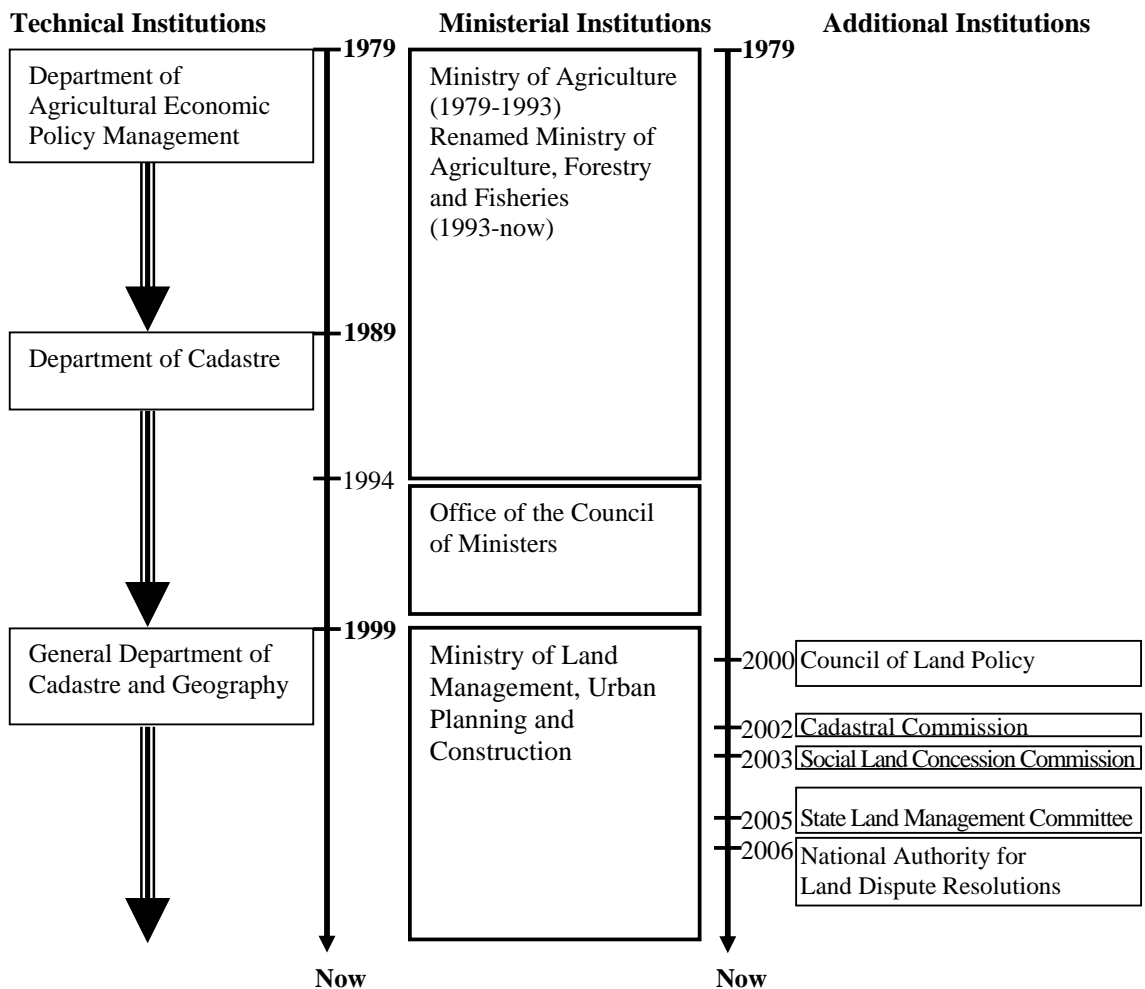 Technical Institutions
Ministerial Institutions
Additional Institutions
1979
1979
Department of
Agricultural Economic
Policy Management
Ministry of Agriculture
(1979-1993)
Renamed Ministry of
Agriculture, Forestry
and Fisheries
(1993-now)
1989
Department of Cadastre
1994
Office of the Council
of Ministers
1999
General Department of
Cadastre and Geography
Ministry of Land
Management, Urban
Planning and
Construction
2000
Council of Land Policy
2002
Cadastral Commission
2003
Social Land Concession Commission
2005
State Land Management Committee
2006
National Authority for
Land Dispute Resolutions
Now
Now